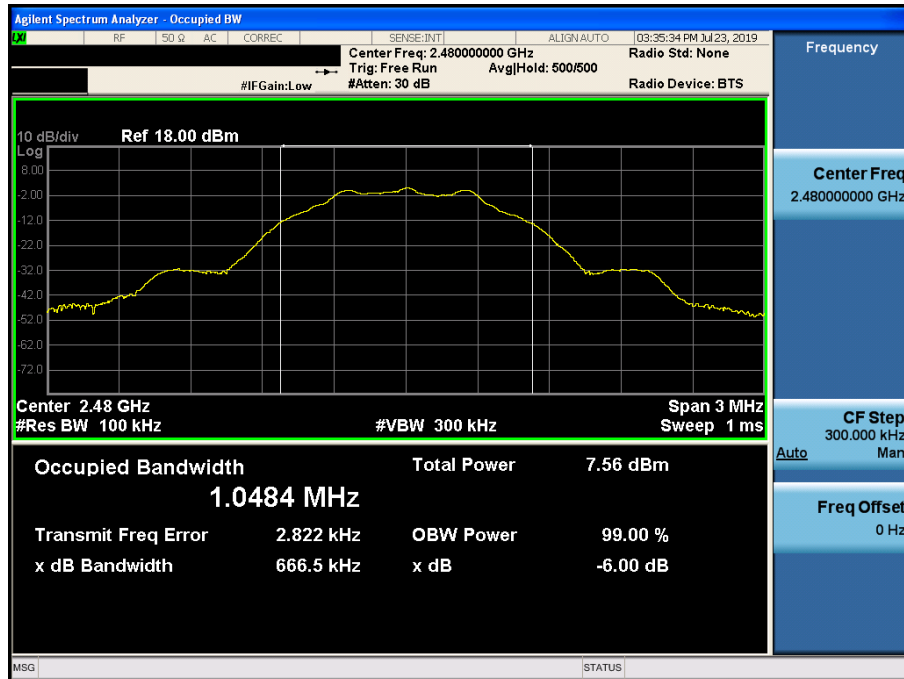 Agilent Spectrum Analyzer - Occupied BW
LXI RF 50 Ω AC CORREC SENSE:INT ALIGN AUTO 03:35:34 PM Jul 23, 2019
Center Freq: 2.480000000 GHz Radio Std: None
Trig: Free Run Avg|Hold: 500/500
#IFGain:Low #Atten: 30 dB Radio Device: BTS
10 dB/div Ref 18.00 dBm
Log
8.00
-2.00
-12.0
-22.0
-32.0
-42.0
-52.0
-62.0
-72.0
Center 2.48 GHz Span 3 MHz
#Res BW 100 kHz #VBW 300 kHz Sweep 1 ms
Occupied Bandwidth Total Power 7.56 dBm
1.0484 MHz
Transmit Freq Error 2.822 kHz OBW Power 99.00 %
x dB Bandwidth 666.5 kHz x dB -6.00 dB
MSG STATUS
Frequency
Center Freq
2.480000000 GHz
CF Step
300.000 kHz
Auto Man
Freq Offset
0 Hz